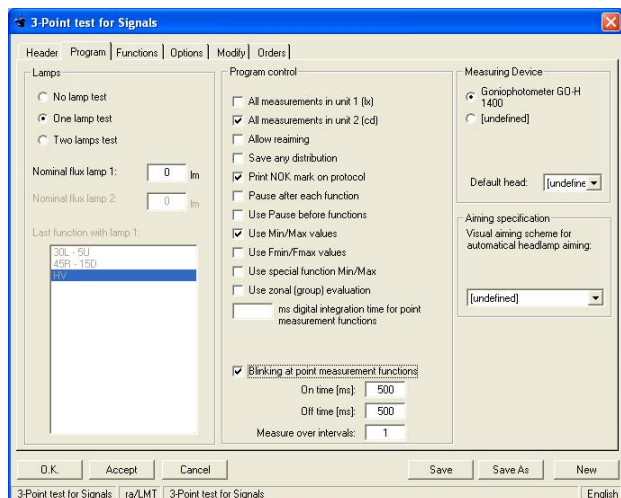 3-Point test for Signals
Header Program Functions Options Modify Orders
Lamps
No lamp test
One lamp test
Two lamps test
Nominal flux lamp 1: 0 lm
Nominal flux lamp 2: 0 lm
Last function with lamp 1:
30L - 5U
45R - 15D
HV
Program control
All measurements in unit 1 (lx)
All measurements in unit 2 (cd)
Allow reaiming
Save any distribution
Print NOK mark on protocol
Pause after each function
Use Pause before functions
Use Min/Max values
Use Fmin/Fmax values
Use special function Min/Max
Use zonal (group) evaluation
ms digital integration time for point
measurement functions
Blinking at point measurement functions
On time [ms]: 500
Off time [ms]: 500
Measure over intervals: 1
Measuring Device
Goniophotometer GO-H
1400
[undefined]
Default head: [undefine
Aiming specification
Visual aiming scheme for
automatical headlamp aiming:
[undefined]
O.K. Accept Cancel Save Save As New
3-Point test for Signals ra/LMT 3-Point test for Signals English